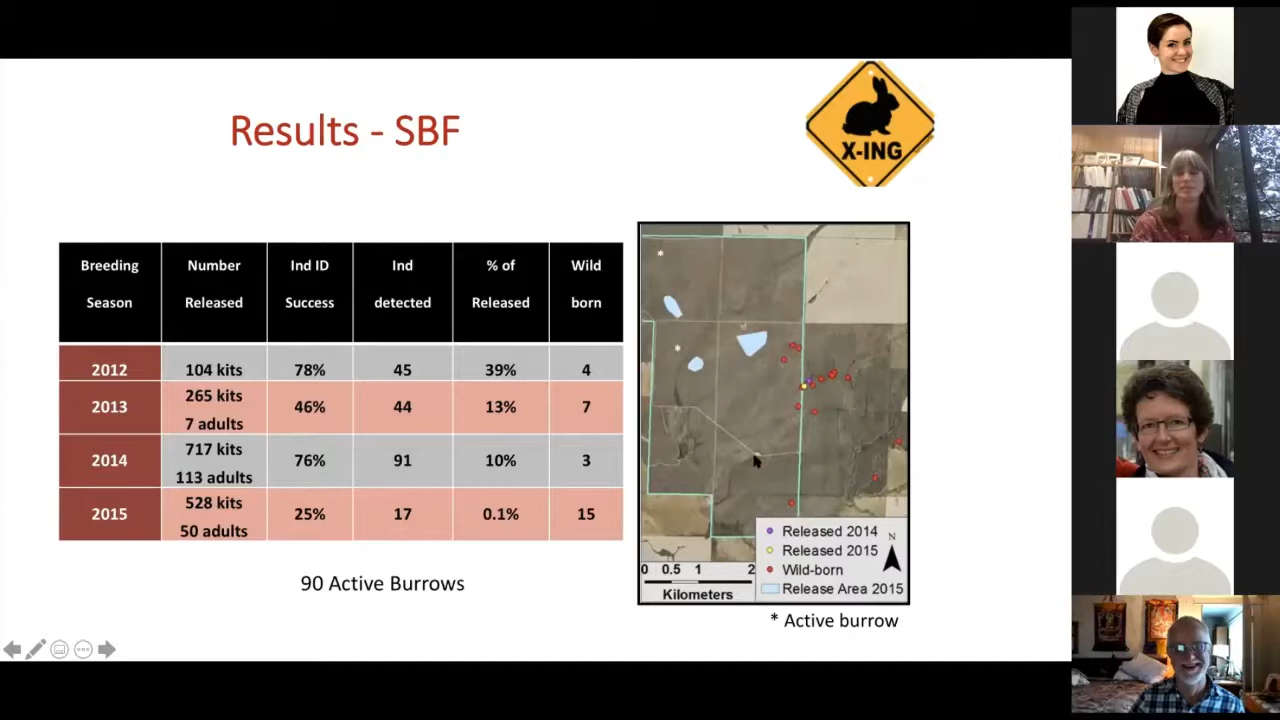 Results - SBF
X-ING
Breeding Season
Number Released
Ind ID Success
Ind detected
% of Released
Wild born
2012
104 kits
78%
45
39%
4
2013
265 kits
7 adults
46%
44
13%
7
2014
717 kits
113 adults
76%
91
10%
3
2015
528 kits
50 adults
25%
17
0.1%
15
90 Active Burrows
Released 2014
N
Released 2015
Wild-born
Release Area 2015
0 0.5 1 2
Kilometers
* Active burrow